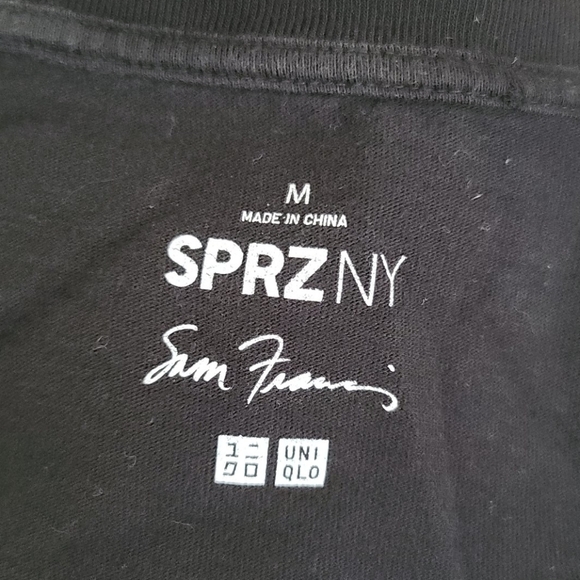 M
MADE IN CHINA
SPRZ NY
Sam Francis
ユニ UNI
クロ QLO